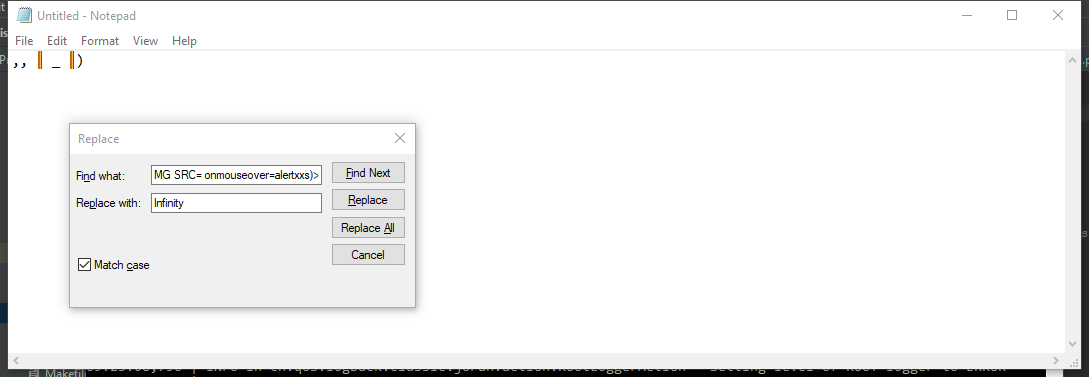 Untitled - Notepad
File Edit Format View Help
,, ‖ _ ‖)
Replace
Find what: MG SRC= onmouseover=alertxxs)> Find Next
Replace with: Infinity Replace
Replace All
Cancel
Match case
Makefil